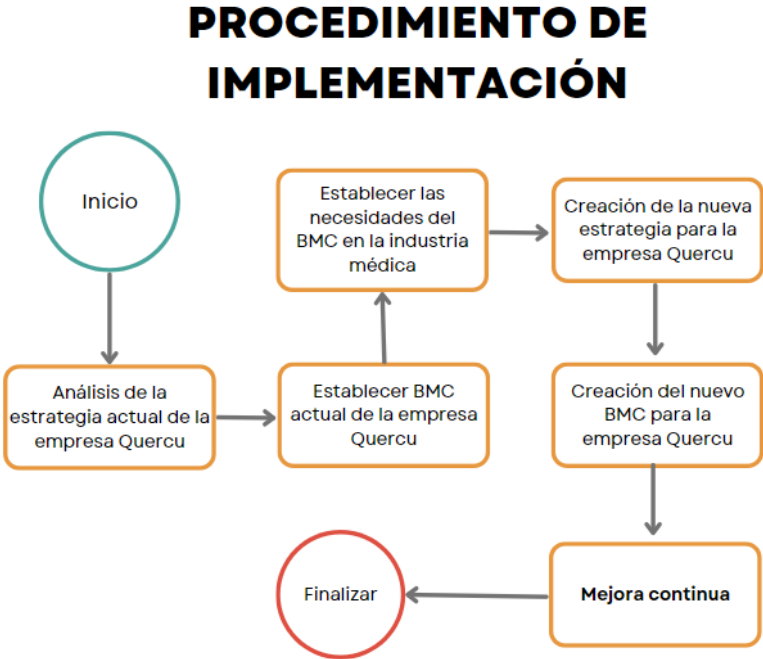 PROCEDIMIENTO DE
IMPLEMENTACIÓN
Inicio
Análisis de la
estrategia actual de la
empresa Quercu
Establecer BMC
actual de la empresa
Quercu
Establecer las
necesidades del
BMC en la industria
médica
Creación de la nueva
estrategia para la
empresa Quercu
Creación del nuevo
BMC para la
empresa Quercu
Mejora continua
Finalizar